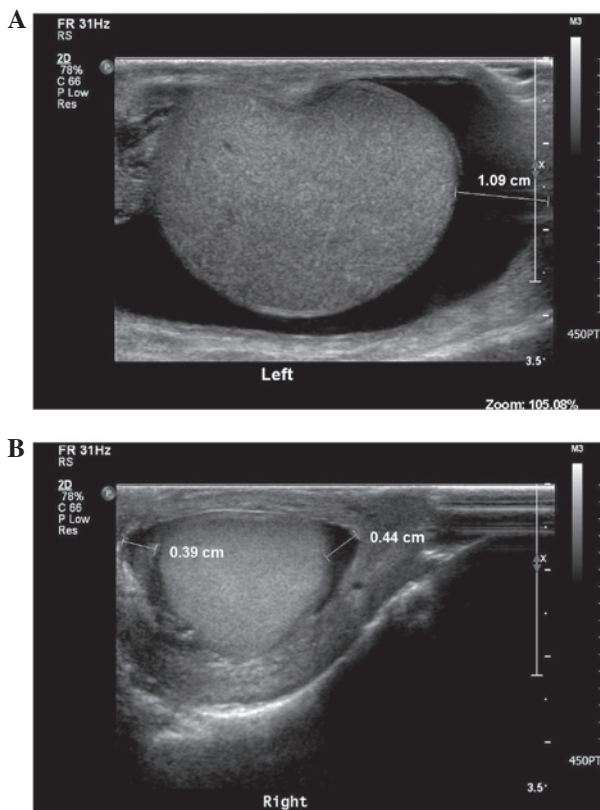 A
FR 31Hz
RS
M3
2D
78%
C 66
P Low
Res
P
X
1.09 cm
450PT
3.5
Left
Zoom: 105.08%
B
FR 31Hz
RS
M3
2D
78%
C 66
P Low
Res
P
0.39 cm
0.44 cm
X
450PT
3.5
Right